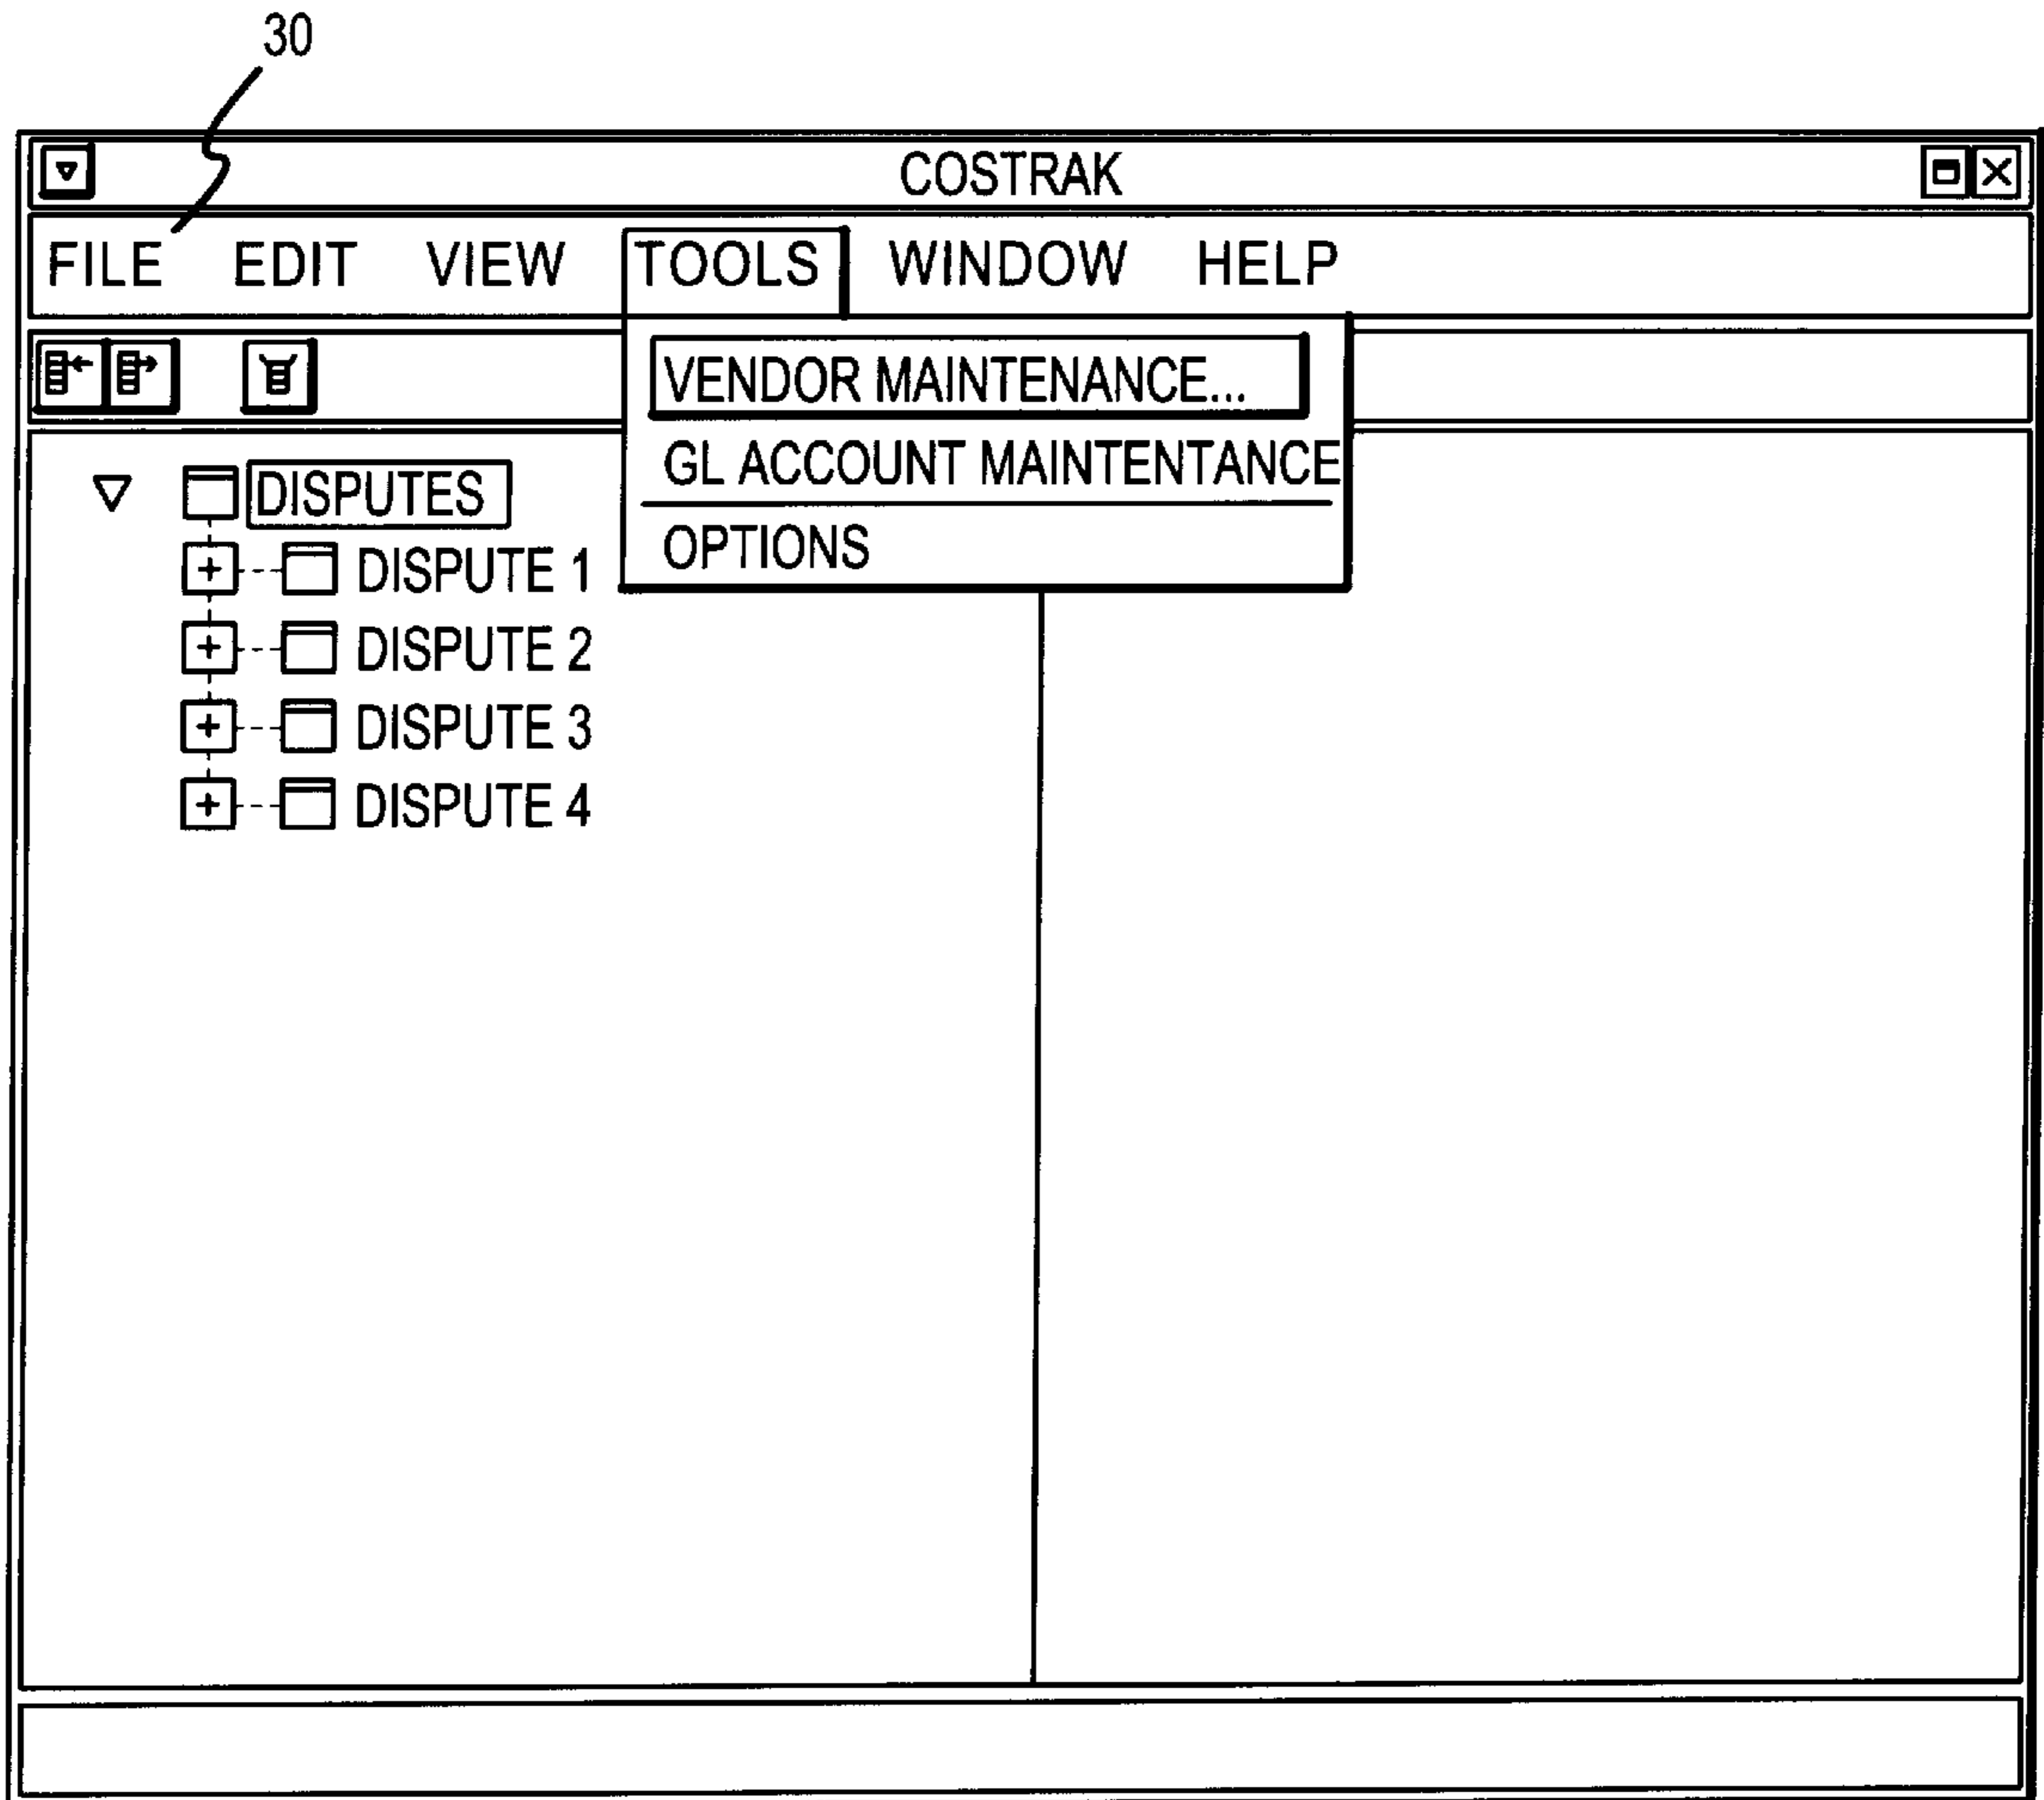 30
COSTRAK
FILE EDIT VIEW TOOLS WINDOW HELP
VENDOR MAINTENANCE...
GL ACCOUNT MAINTENTANCE
OPTIONS
DISPUTES
DISPUTE 1
DISPUTE 2
DISPUTE 3
DISPUTE 4